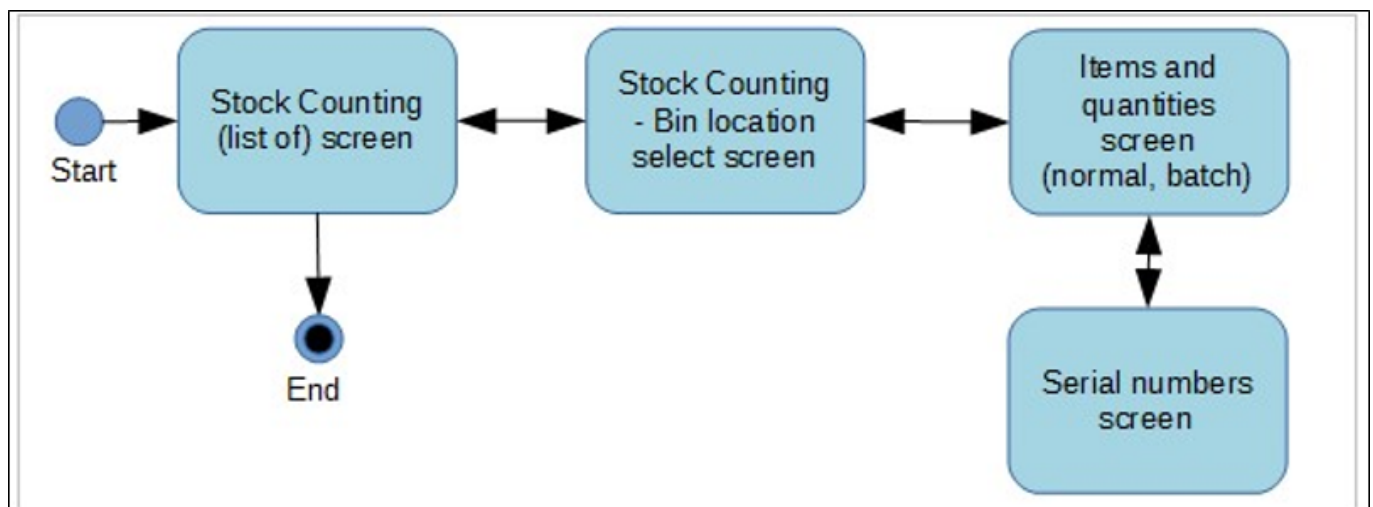 Start
Stock Counting
(list of) screen
End
Stock Counting
- Bin location
select screen
Items and
quantities
screen
(normal, batch)
Serial numbers
screen